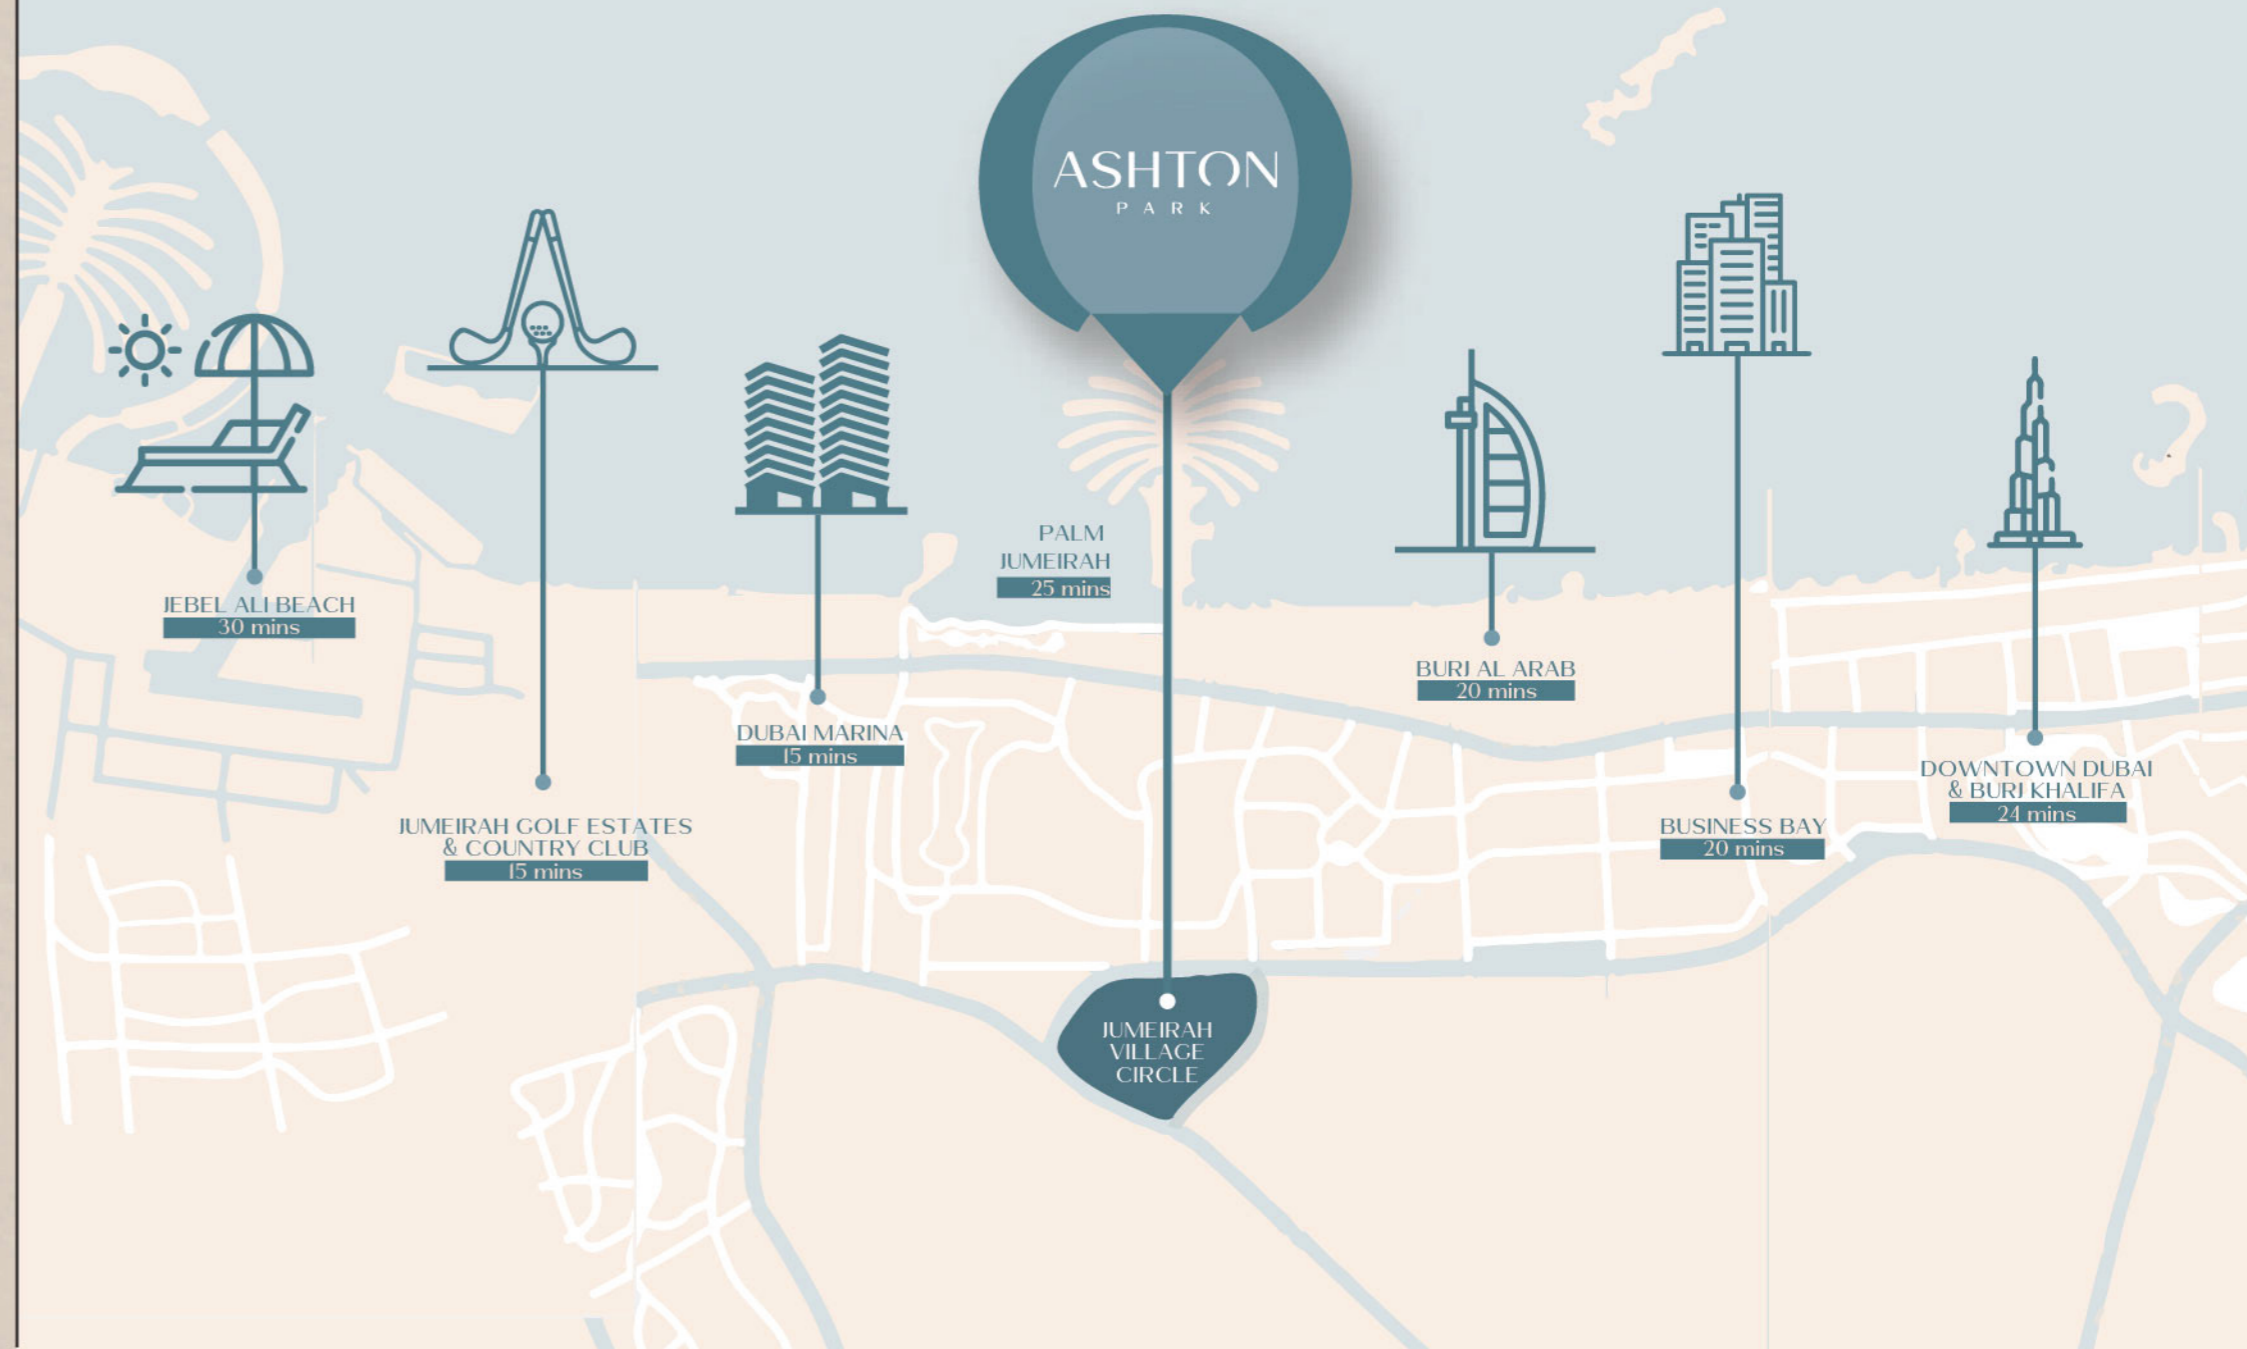 ASHTON
PARK
PALM
JUMEIRAH
25 mins
JEBEL ALI BEACH
30 mins
BURJ AL ARAB
20 mins
DUBAI MARINA
15 mins
DOWNTOWN DUBAI
& BURJ KHALIFA
24 mins
JUMEIRAH GOLF ESTATES
& COUNTRY CLUB
15 mins
BUSINESS BAY
20 mins
JUMEIRAH
VILLAGE
CIRCLE